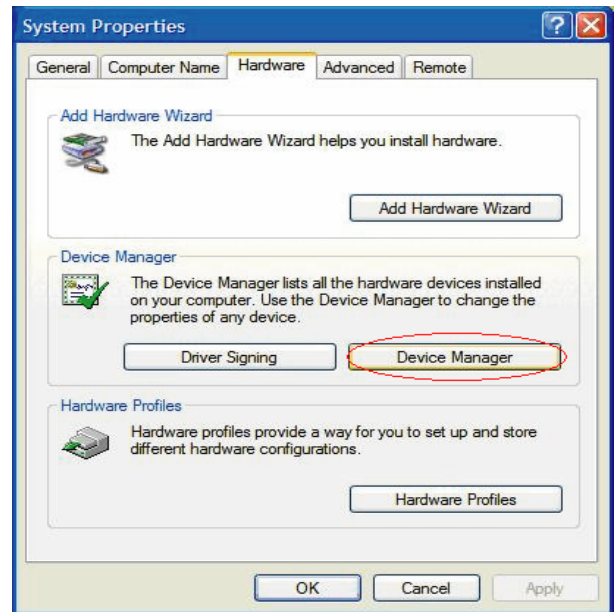 System Properties
General Computer Name Hardware Advanced Remote
Add Hardware Wizard
The Add Hardware Wizard helps you install hardware.
Add Hardware Wizard
Device Manager
The Device Manager lists all the hardware devices installed
on your computer. Use the Device Manager to change the
properties of any device.
Driver Signing Device Manager
Hardware Profiles
Hardware profiles provide a way for you to set up and store
different hardware configurations.
Hardware Profiles
OK Cancel Apply